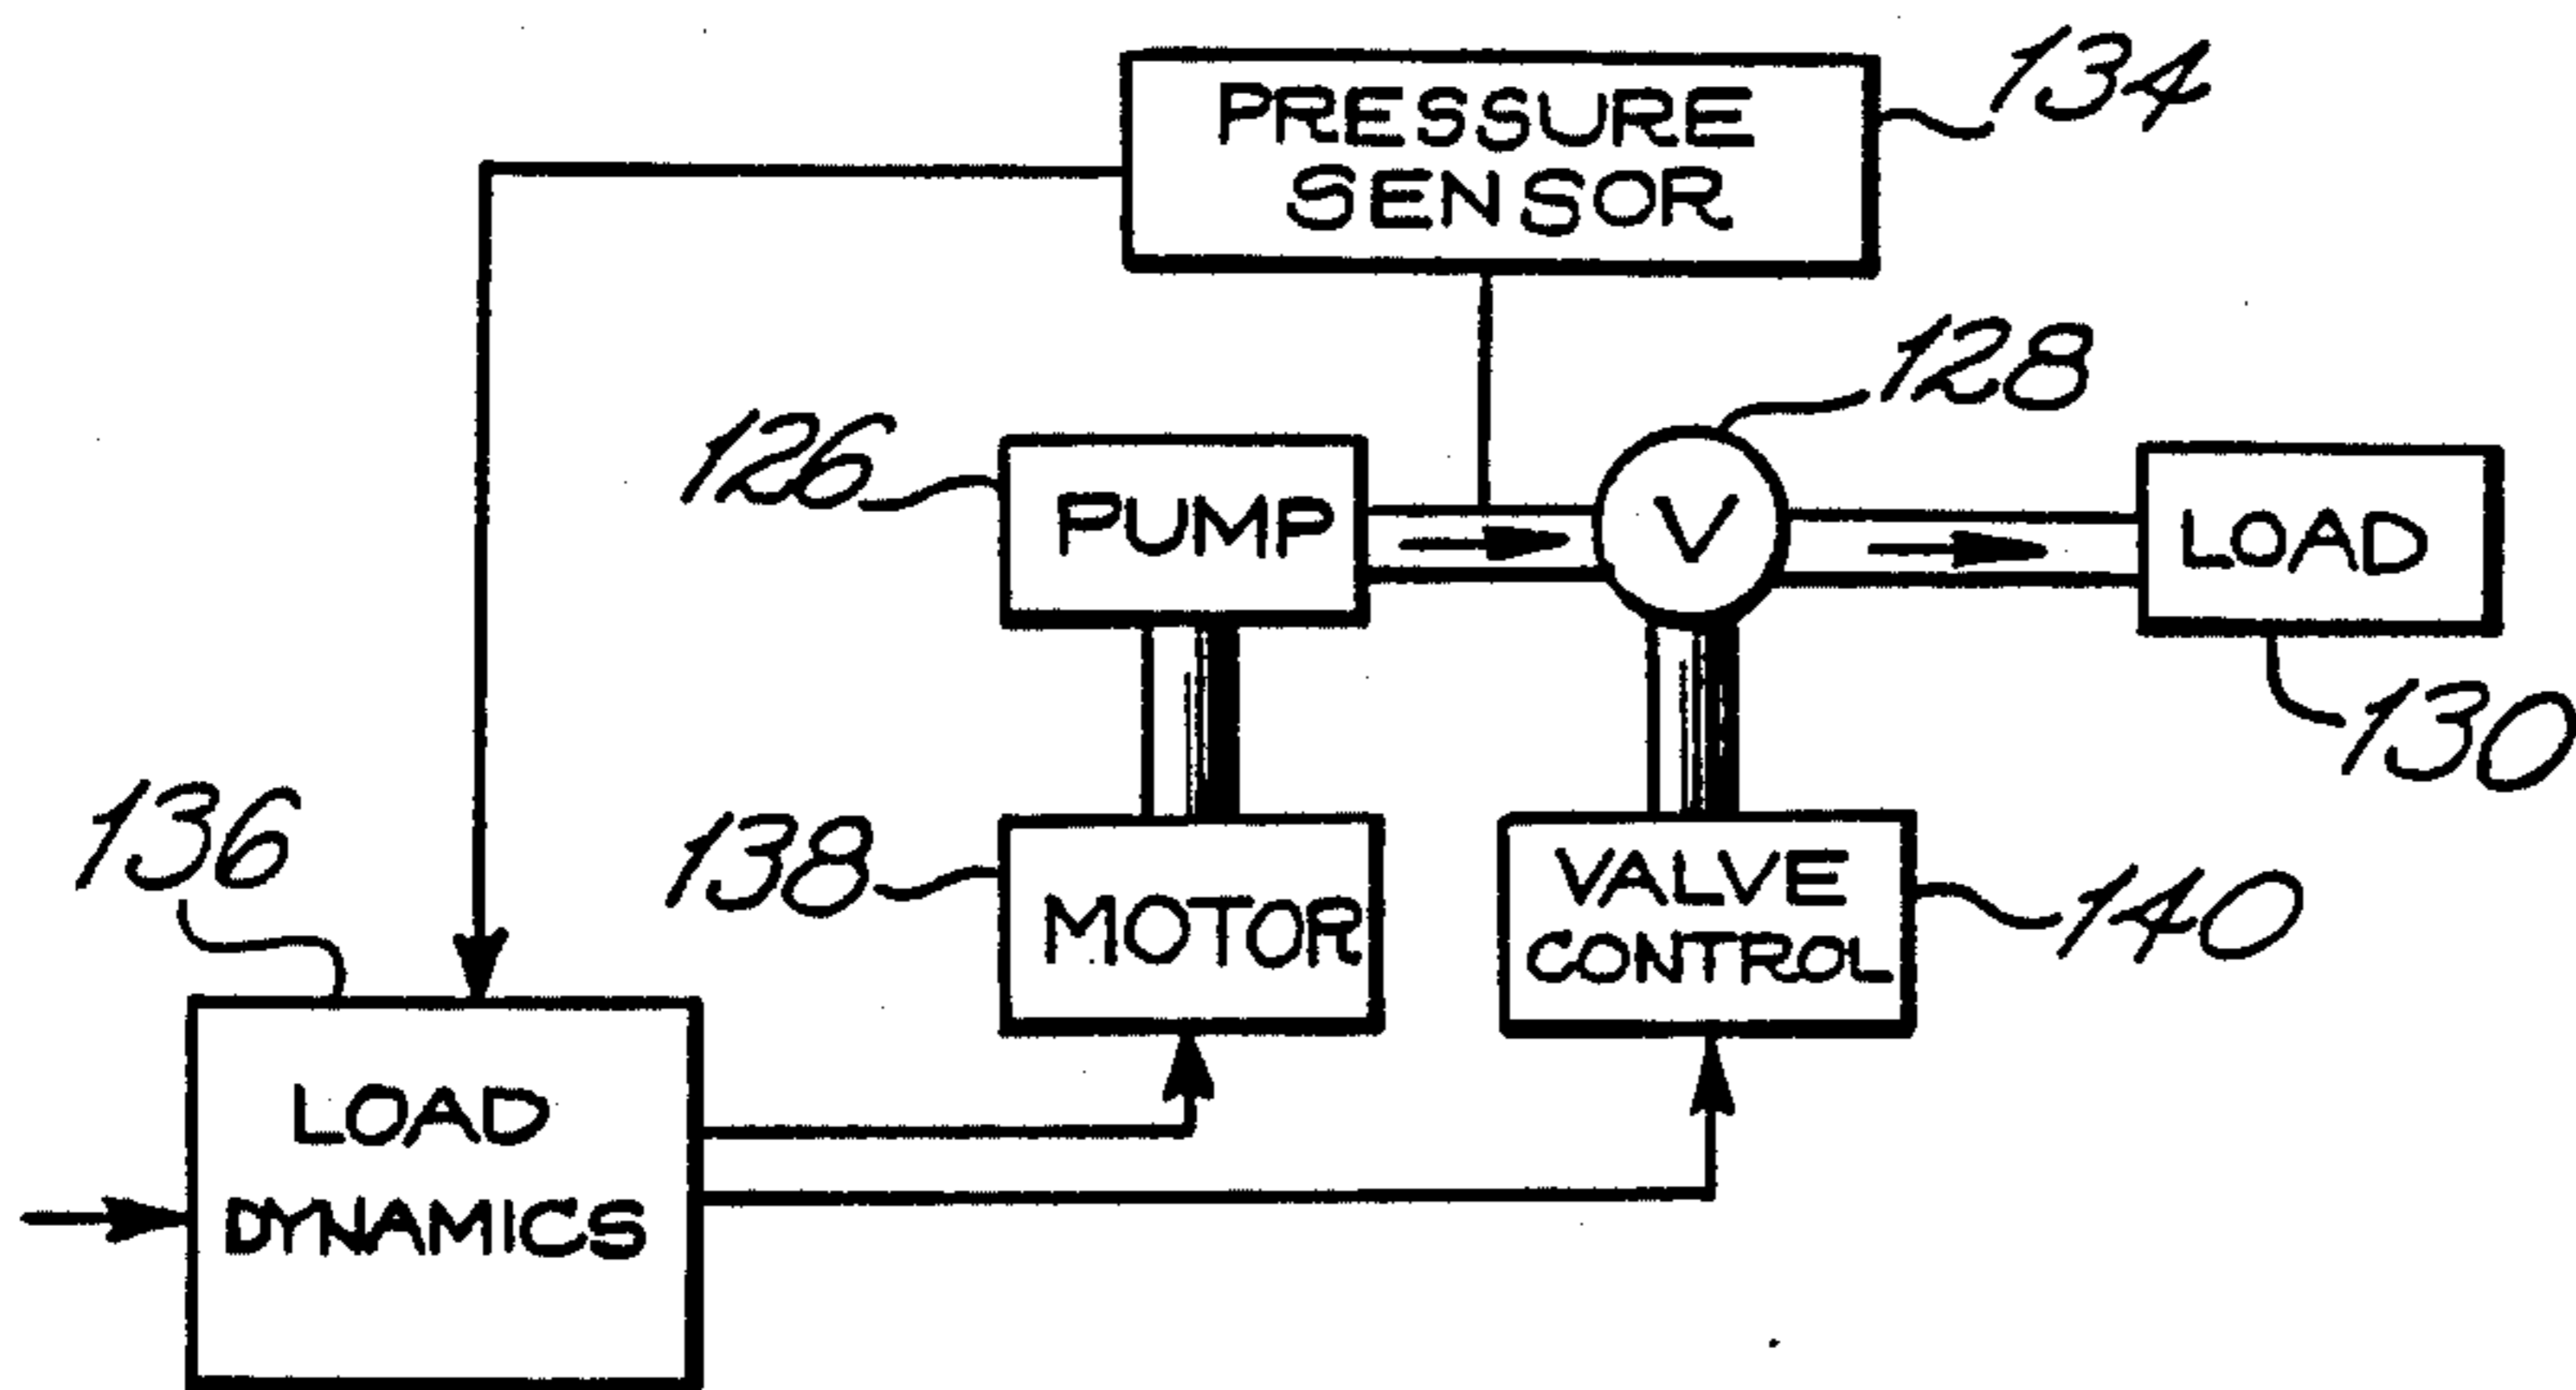 PRESSURE
SENSOR
134
128
126
PUMP
V
LOAD
130
136
138
MOTOR
VALVE
CONTROL
140
LOAD
DYNAMICS